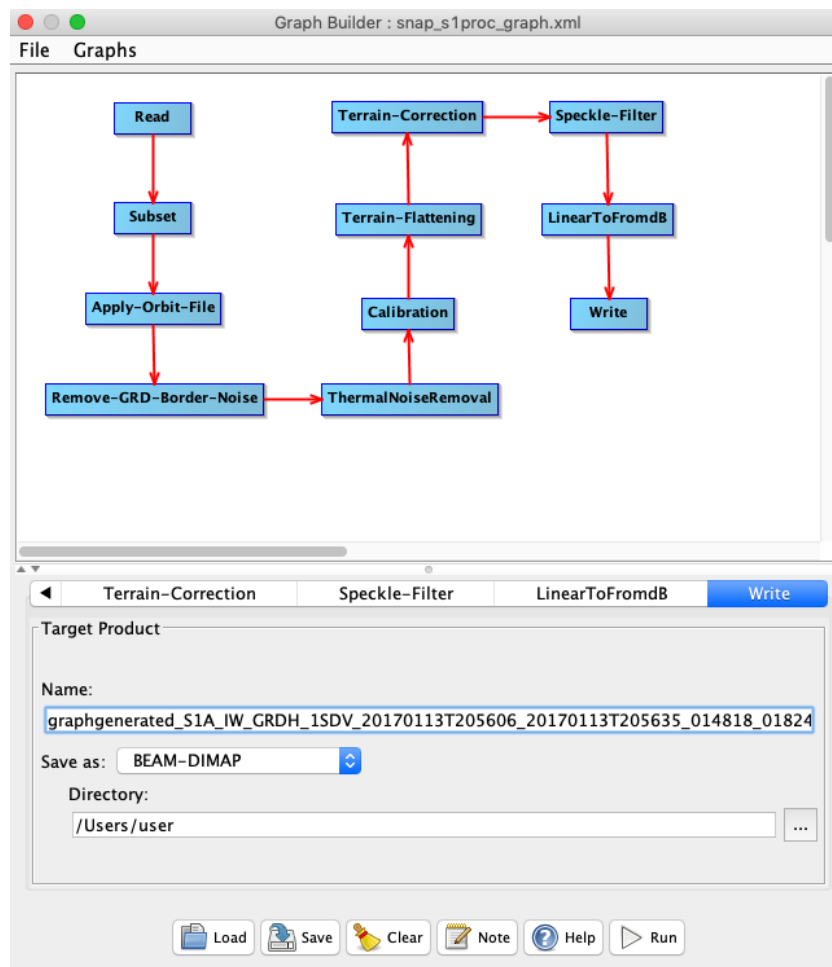 Graph Builder : snap_s1proc_graph.xml
File Graphs
Read
Terrain-Correction
Speckle-Filter
Subset
Terrain-Flattening
LinearToFromdB
Apply-Orbit-File
Calibration
Write
Remove-GRD-Border-Noise
ThermalNoiseRemoval
Terrain-Correction
Speckle-Filter
LinearToFromdB
Write
Target Product
Name:
graphgenerated_S1A_IW_GRDH_1SDV_20170113T205606_20170113T205635_014818_01824
Save as: BEAM-DIMAP
Directory:
/Users/user
...
Load
Save
Clear
Note
Help
Run